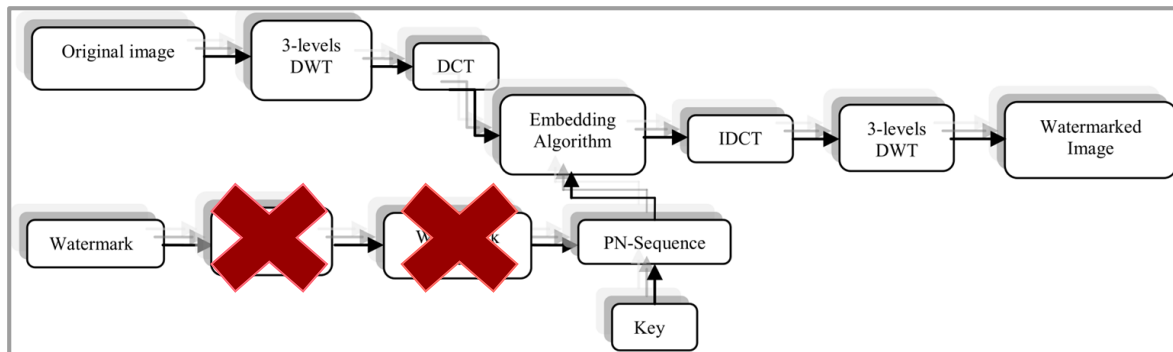 Original image
3-levels
DWT
DCT
Embedding
Algorithm
IDCT
3-levels
DWT
Watermarked
Image
Watermark
PN-Sequence
Key